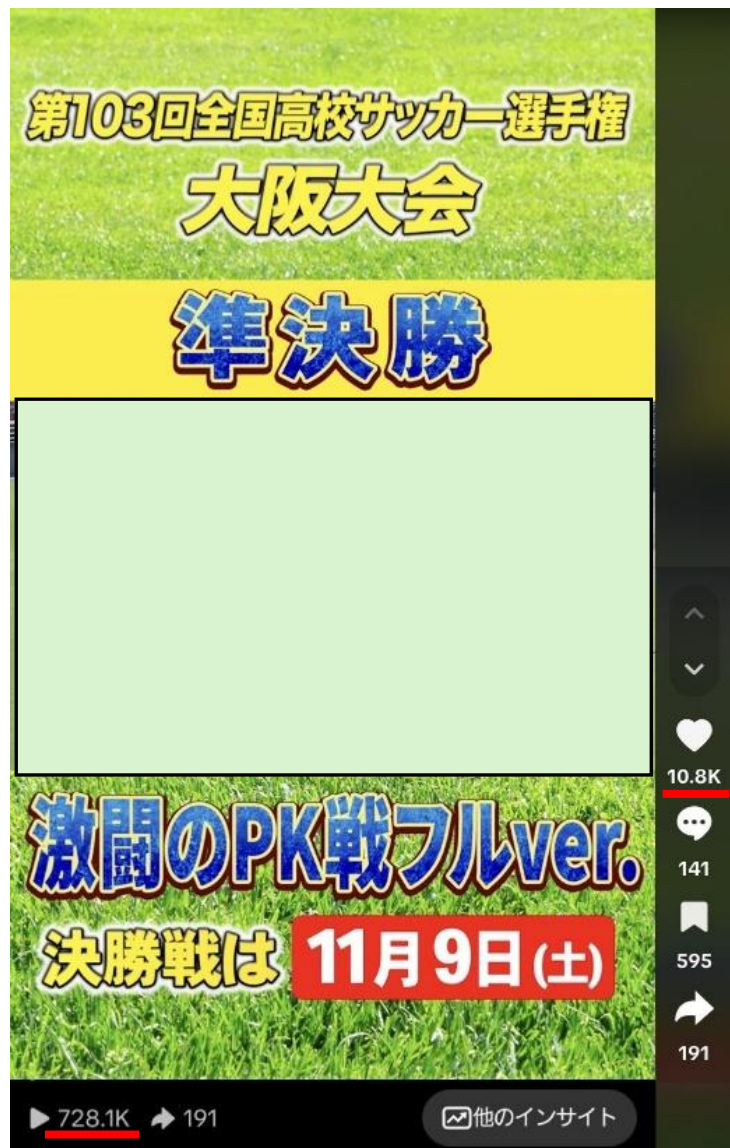 第103回全国高校サッカー選手権
大阪大会
準決勝
激闘のPK戦フルver.
決勝戦は 11月9日(土)
10.8K
141
595
191
728.1K 191 他のインサイト